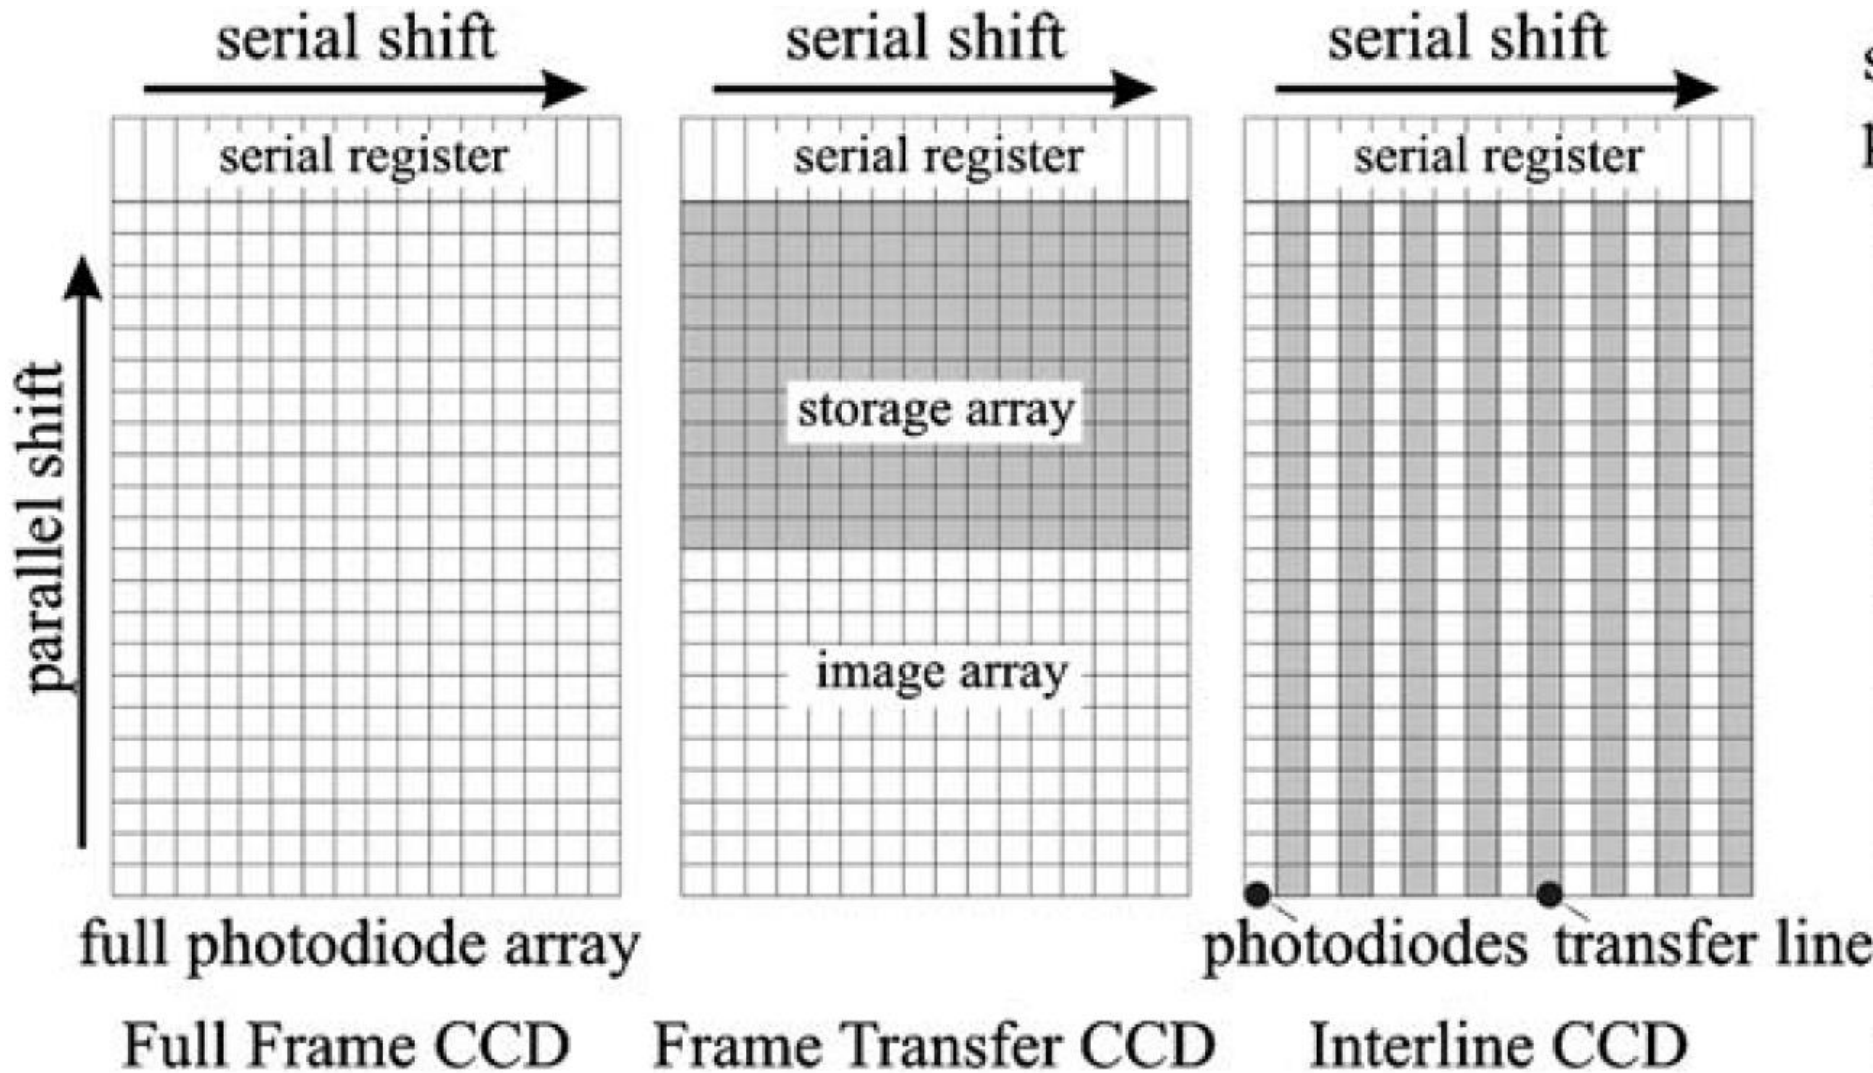 serial shift
serial shift
serial shift
serial register
serial register
serial register
parallel shift
storage array
image array
full photodiode array
photodiodes
transfer line
Full Frame CCD
Frame Transfer CCD
Interline CCD